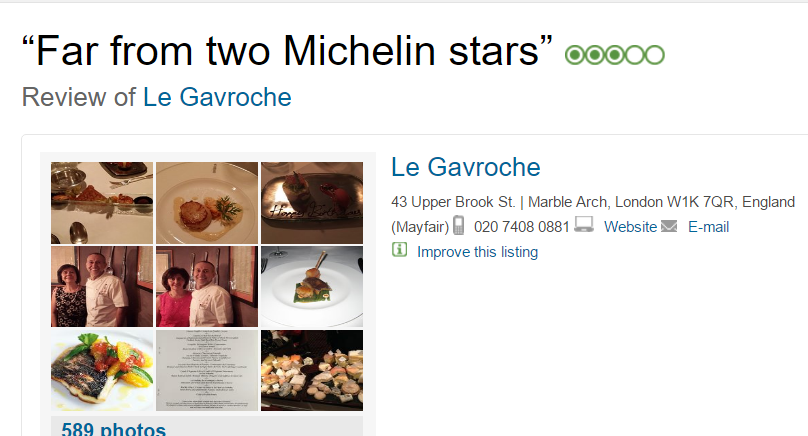 “Far from two Michelin stars”
Review of Le Gavroche
Le Gavroche
43 Upper Brook St. | Marble Arch, London W1K 7QR, England
(Mayfair) 020 7408 0881 Website E-mail
Improve this listing
589 photos